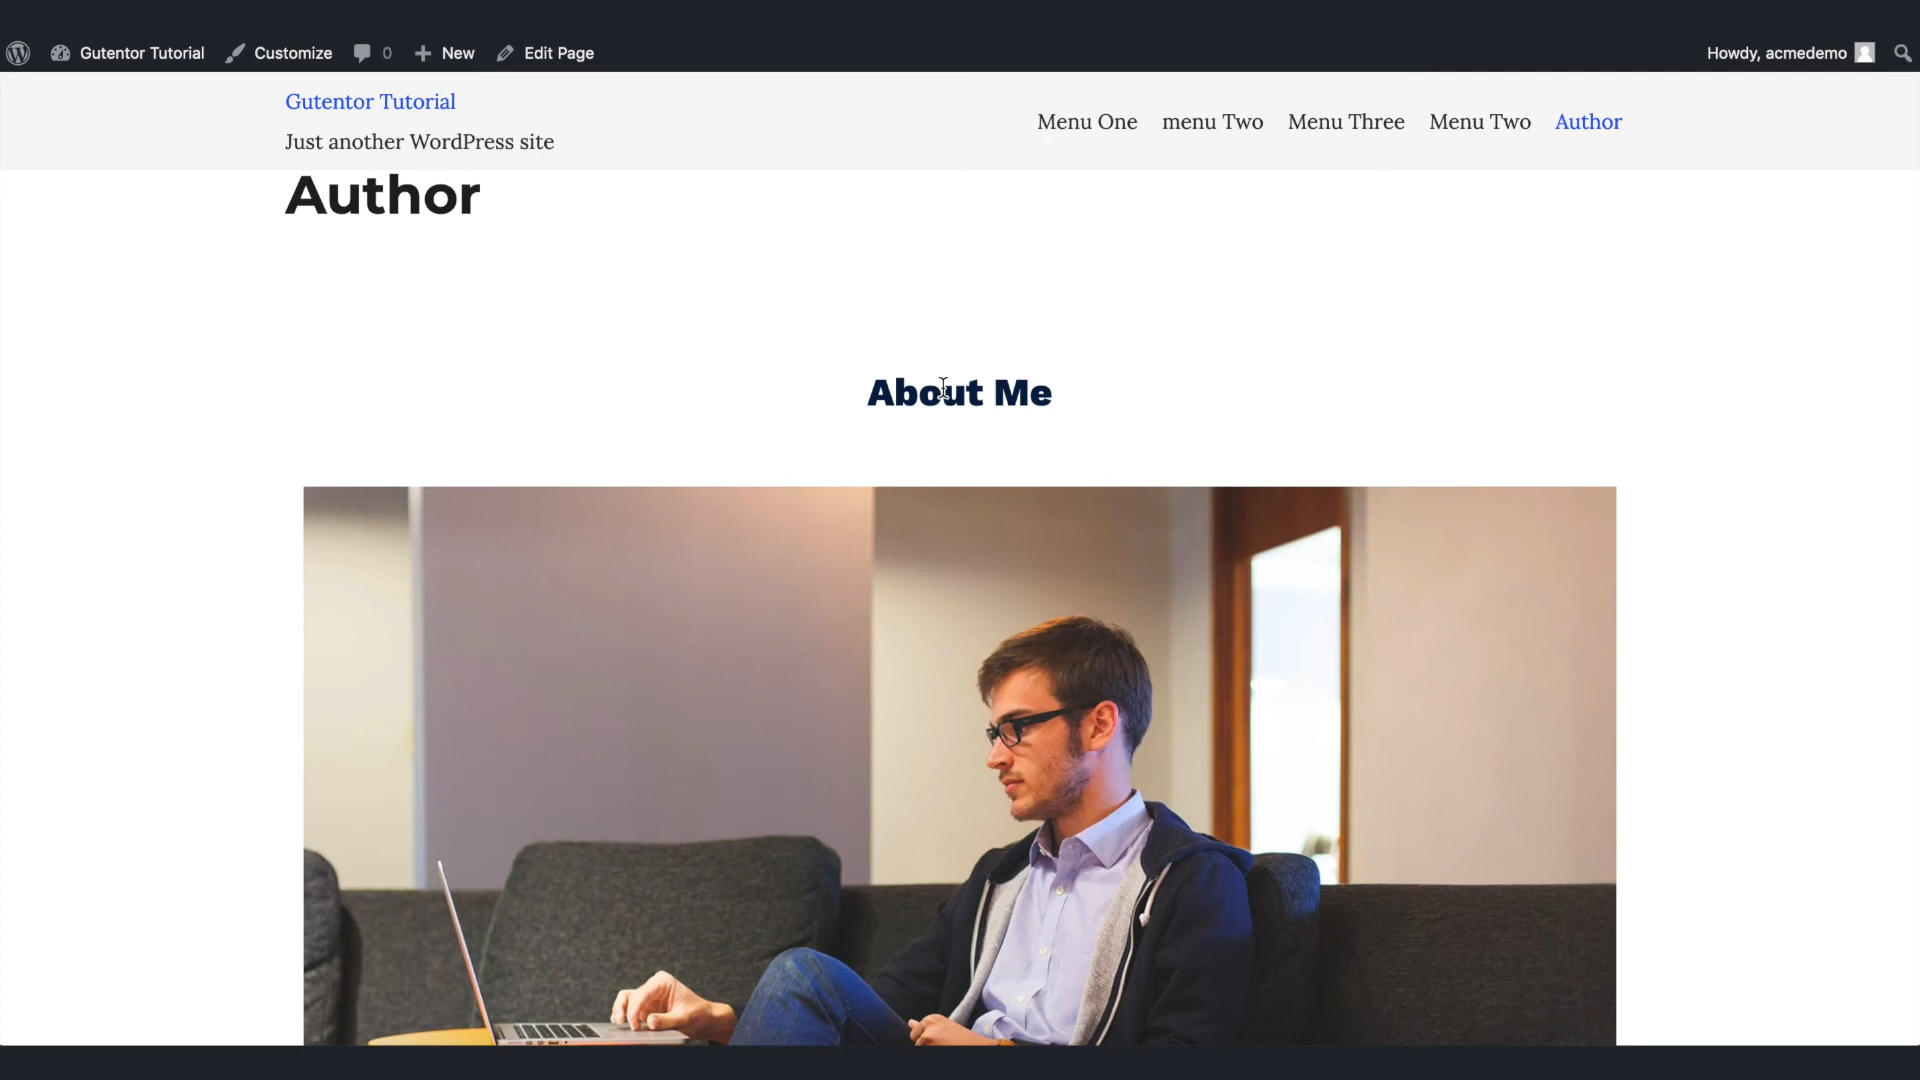 Gutentor Tutorial Customize 0 New Edit Page Howdy, acmedemo
Gutentor Tutorial
Just another WordPress site
Menu One menu Two Menu Three Menu Two Author
Author
About Me